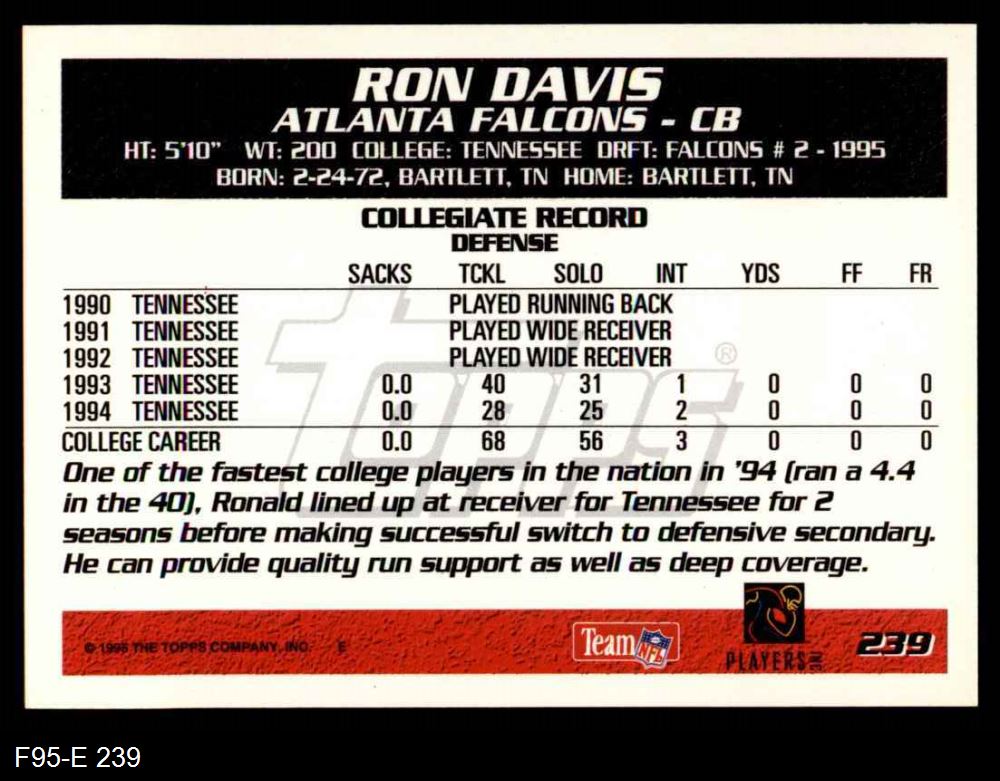 RON DAVIS
ATLANTA FALCONS - CB
HT: 5'10" WT: 200 COLLEGE: TENNESSEE DRFT: FALCONS # 2 - 1995
BORN: 2-24-72, BARTLETT, TN HOME: BARTLETT, TN
COLLEGIATE RECORD
DEFENSE
SACKS TCKL SOLO INT YDS FF FR
1990 TENNESSEE PLAYED RUNNING BACK
1991 TENNESSEE PLAYED WIDE RECEIVER
1992 TENNESSEE PLAYED WIDE RECEIVER
1993 TENNESSEE 0.0 40 31 1 0 0 0
1994 TENNESSEE 0.0 28 25 2 0 0 0
COLLEGE CAREER 0.0 68 56 3 0 0 0
Topps ®
One of the fastest college players in the nation in '94 (ran a 4.4
in the 40), Ronald lined up at receiver for Tennessee for 2
seasons before making successful switch to defensive secondary.
He can provide quality run support as well as deep coverage.
© 1995 THE TOPPS COMPANY, INC. E
Team NFL
PLAYERS INC
239
F95-E 239